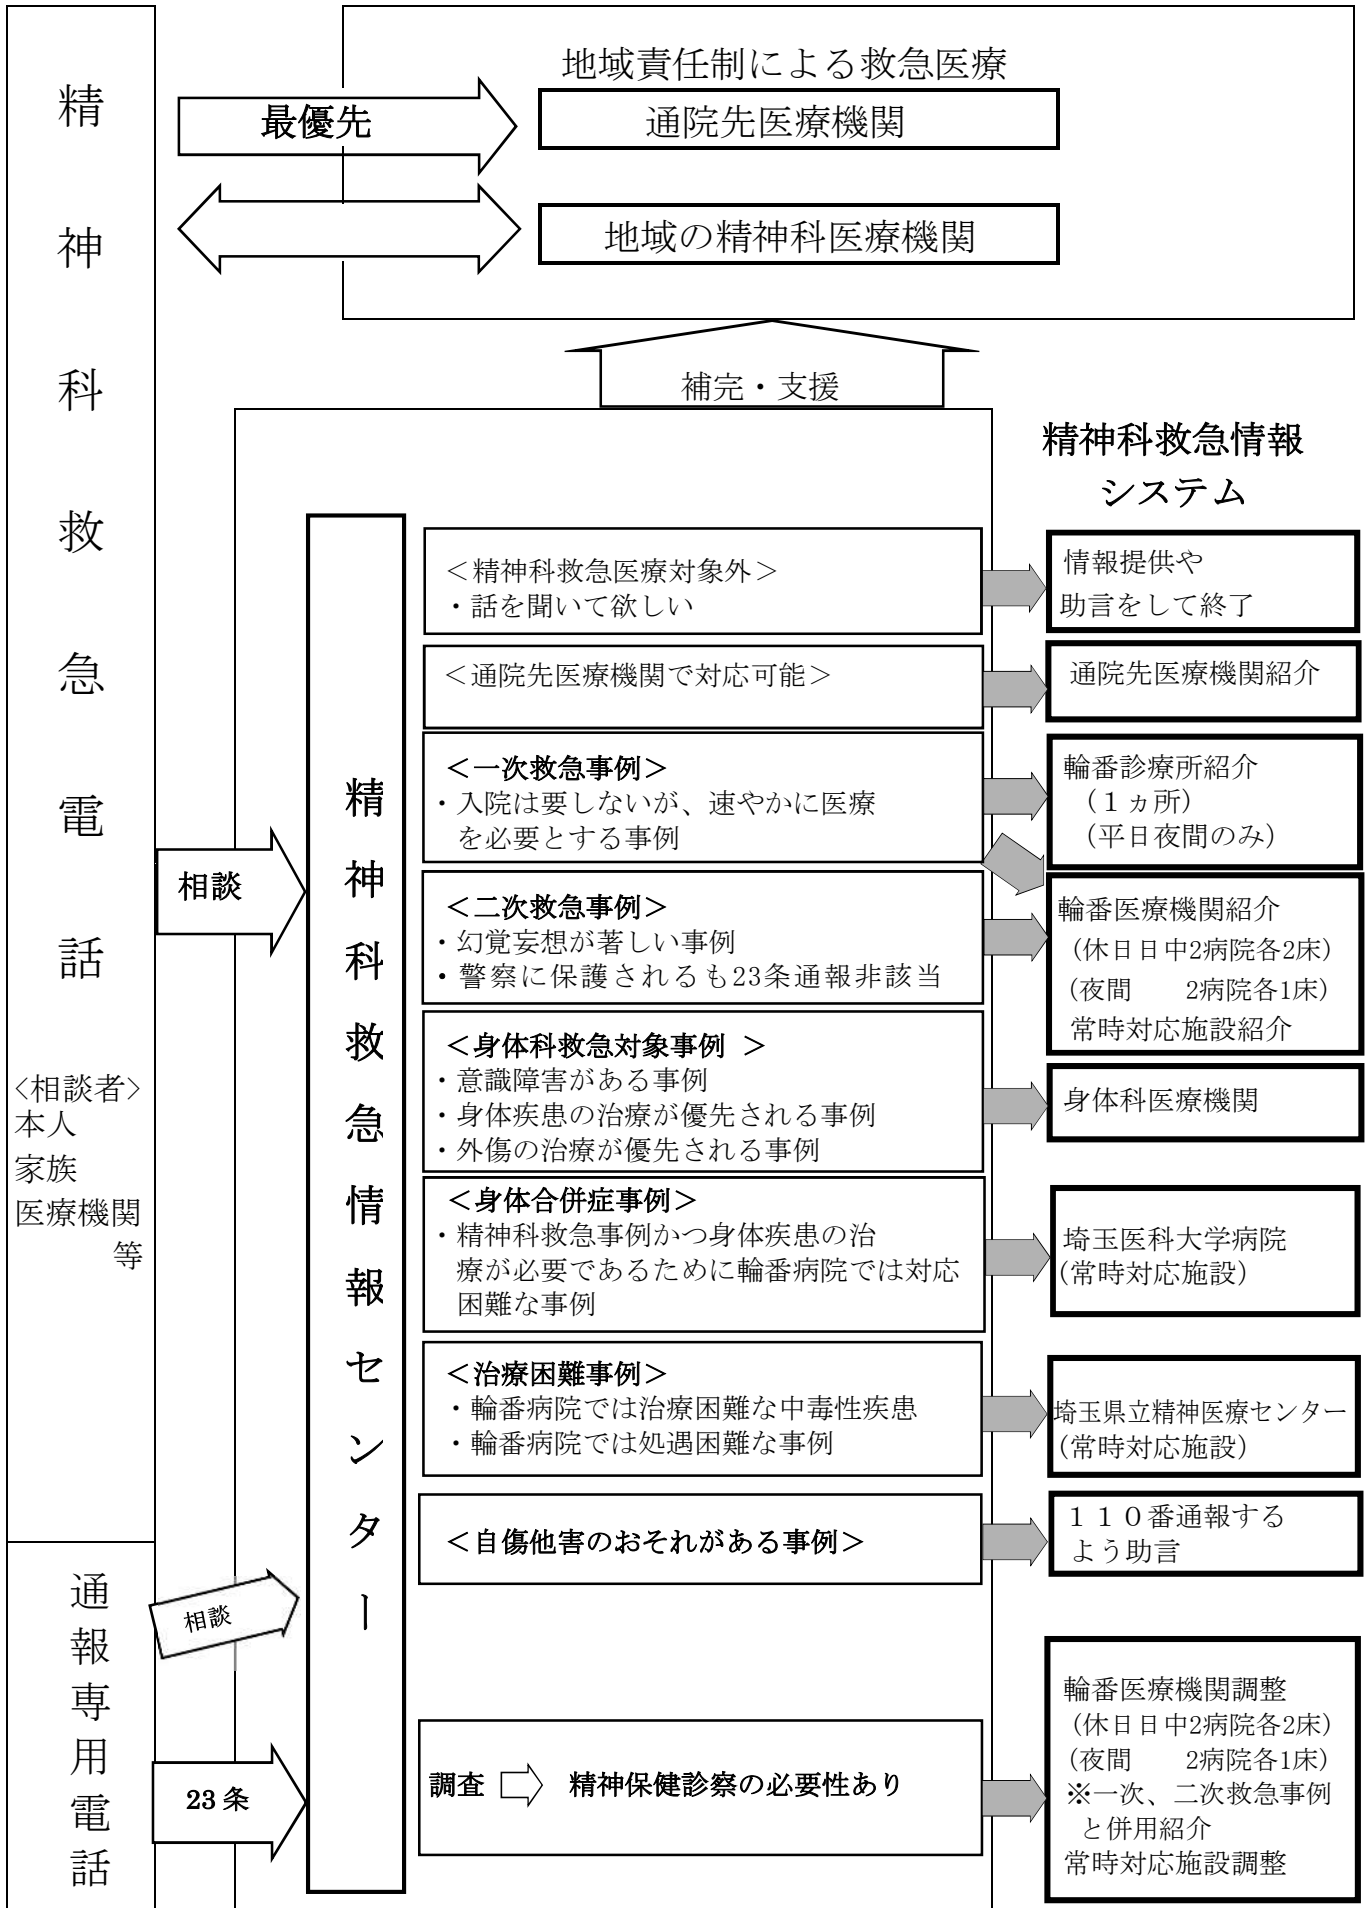 精神科救急電話
<相談者>
本人
家族
医療機関
等
通報専用電話
地域責任制による救急医療
最優先
通院先医療機関
地域の精神科医療機関
補完・支援
精神科救急情報
システム
相談
相談
23条
精神科救急情報センター
＜精神科救急医療対象外＞
・話を聞いて欲しい
情報提供や
助言をして終了
＜通院先医療機関で対応可能＞
通院先医療機関紹介
＜一次救急事例＞
・入院は要しないが、速やかに医療
を必要とする事例
輪番診療所紹介
（１ヵ所）
（平日夜間のみ）
＜二次救急事例＞
・幻覚妄想が著しい事例
・警察に保護されるも23条通報非該当
輪番医療機関紹介
（休日日中2病院各2床）
（夜間　　2病院各1床）
常時対応施設紹介
＜身体科救急対象事例 ＞
・意識障害がある事例
・身体疾患の治療が優先される事例
・外傷の治療が優先される事例
身体科医療機関
＜身体合併症事例＞
・精神科救急事例かつ身体疾患の治
療が必要であるために輪番病院では対応
困難な事例
埼玉医科大学病院
（常時対応施設）
＜治療困難事例＞
・輪番病院では治療困難な中毒性疾患
・輪番病院では処遇困難な事例
埼玉県立精神医療センター
（常時対応施設）
＜自傷他害のおそれがある事例＞
１１０番通報する
よう助言
調査　精神保健診察の必要性あり
輪番医療機関調整
（休日日中2病院各2床）
（夜間　　2病院各1床）
※一次、二次救急事例
と併用紹介
常時対応施設調整